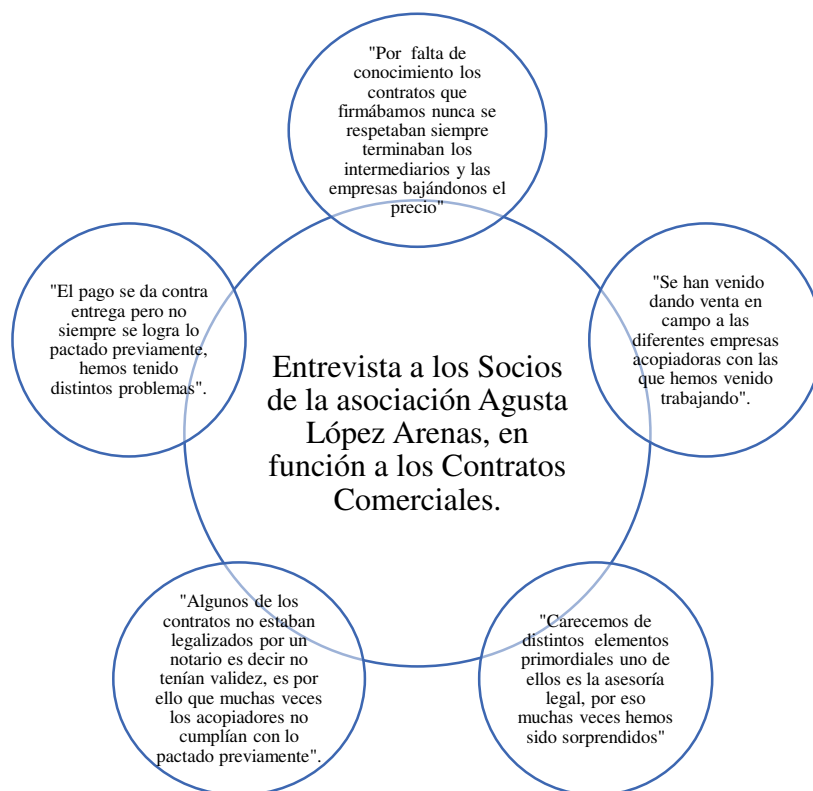 "Por falta de
conocimiento los
contratos que
firmábamos nunca se
respetaban siempre
terminaban los
intermediarios y las
empresas bajándonos el
precio"
"El pago se da contra
entrega pero no
siempre se logra lo
pactado previamente,
hemos tenido
distintos problemas".
"Se han venido
dando venta en
campo a las
diferentes empresas
acopiadoras con las
que hemos venido
trabajando".
Entrevista a los Socios
de la asociación Agusta
López Arenas, en
función a los Contratos
Comerciales.
"Algunos de los
contratos no estaban
legalizados por un
notario es decir no
tenían validez, es por
ello que muchas veces
los acopiadores no
cumplían con lo
pactado previamente".
"Carecemos de
distintos elementos
primordiales uno de
ellos es la asesoría
legal, por eso
muchas veces hemos
sido sorprendidos"